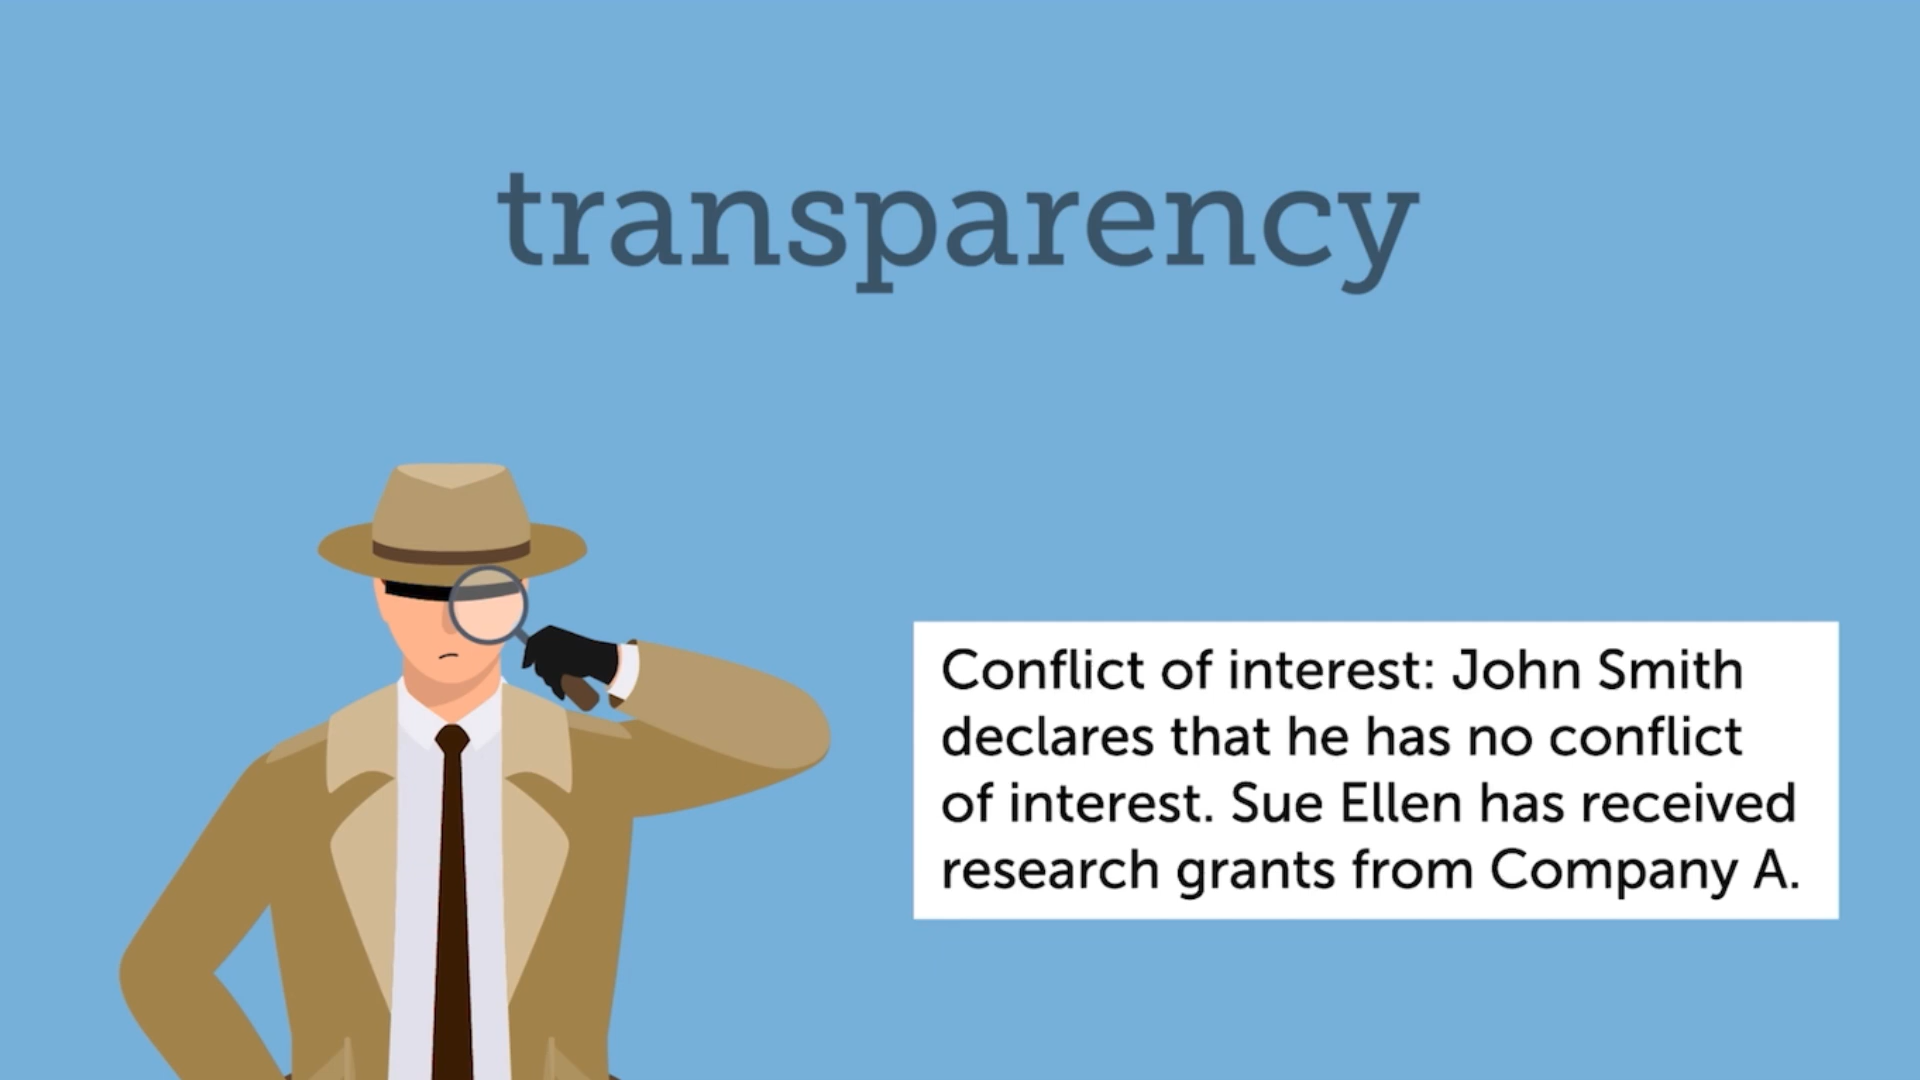 transparency
Conflict of interest: John Smith
declares that he has no conflict
of interest. Sue Ellen has received
research grants from Company A.